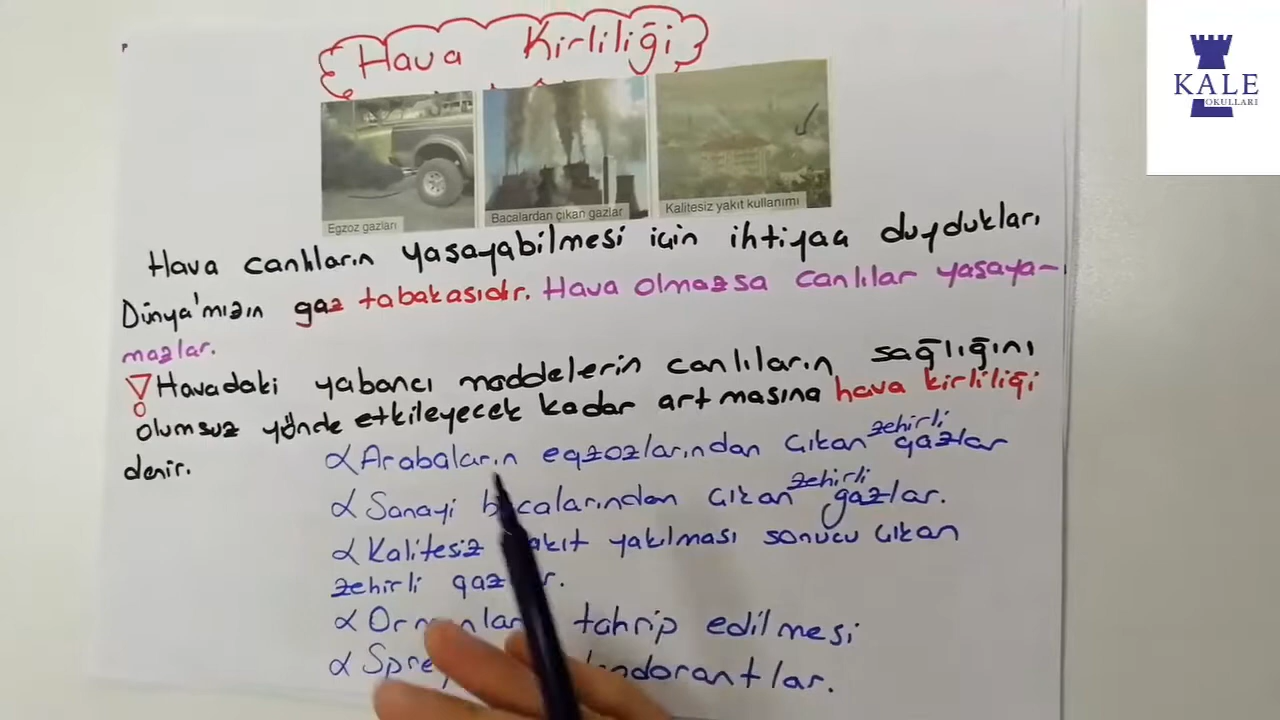 Hava Kirliliği
KALE
OKULLARI
Egzoz gazları
Bacalardan çıkan gazlar
Kalitesiz yakıt kullanımı
Hava canlıların yaşayabilmesi için ihtiyaç duydukları
Dünya'mızın gaz tabakasıdır. Hava olmazsa canlılar yaşaya-
mazlar.
Havadaki yabancı maddelerin canlıların sağlığını
olumsuz yönde etkileyecek kadar artmasına hava kirliliği
denir.
Arabaların egzozlarından çıkan zehirli gazlar
Sanayi bacalarından çıkan zehirli gazlar.
Kalitesiz yakıt yakılması sonucu çıkan
zehirli gazlar.
tahrip edilmesi